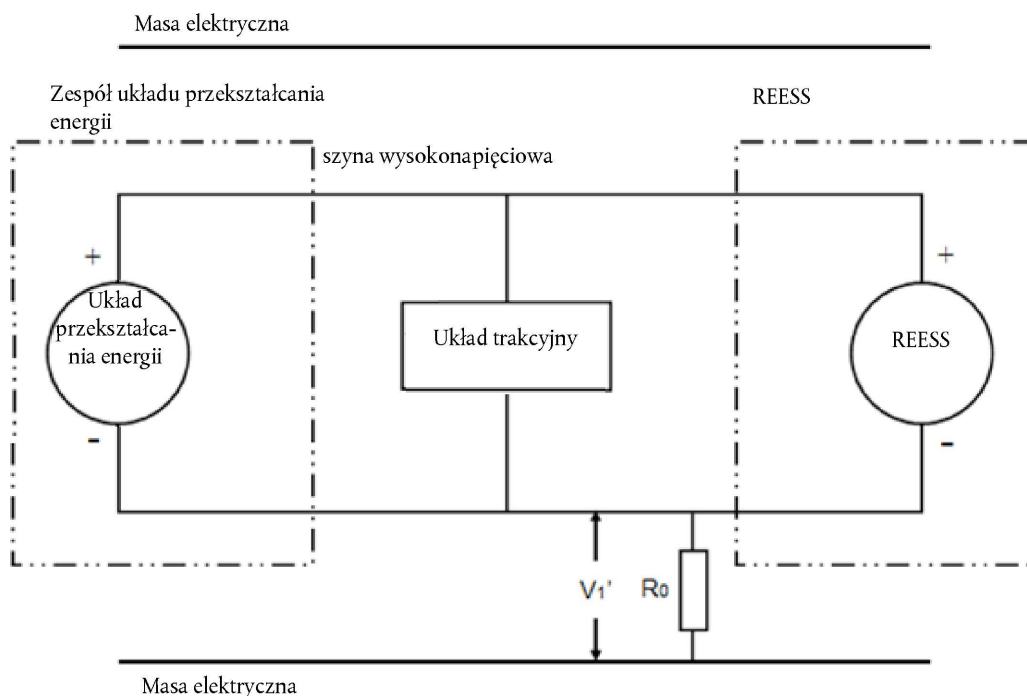 Masa elektryczna
Zespół układu przekształcania
energii
REESS
szyna wysokonapięciowa
+
+
Układ
przekształca-
nia energii
Układ trakcyjny
REESS
-
-
V1'
R0
Masa elektryczna